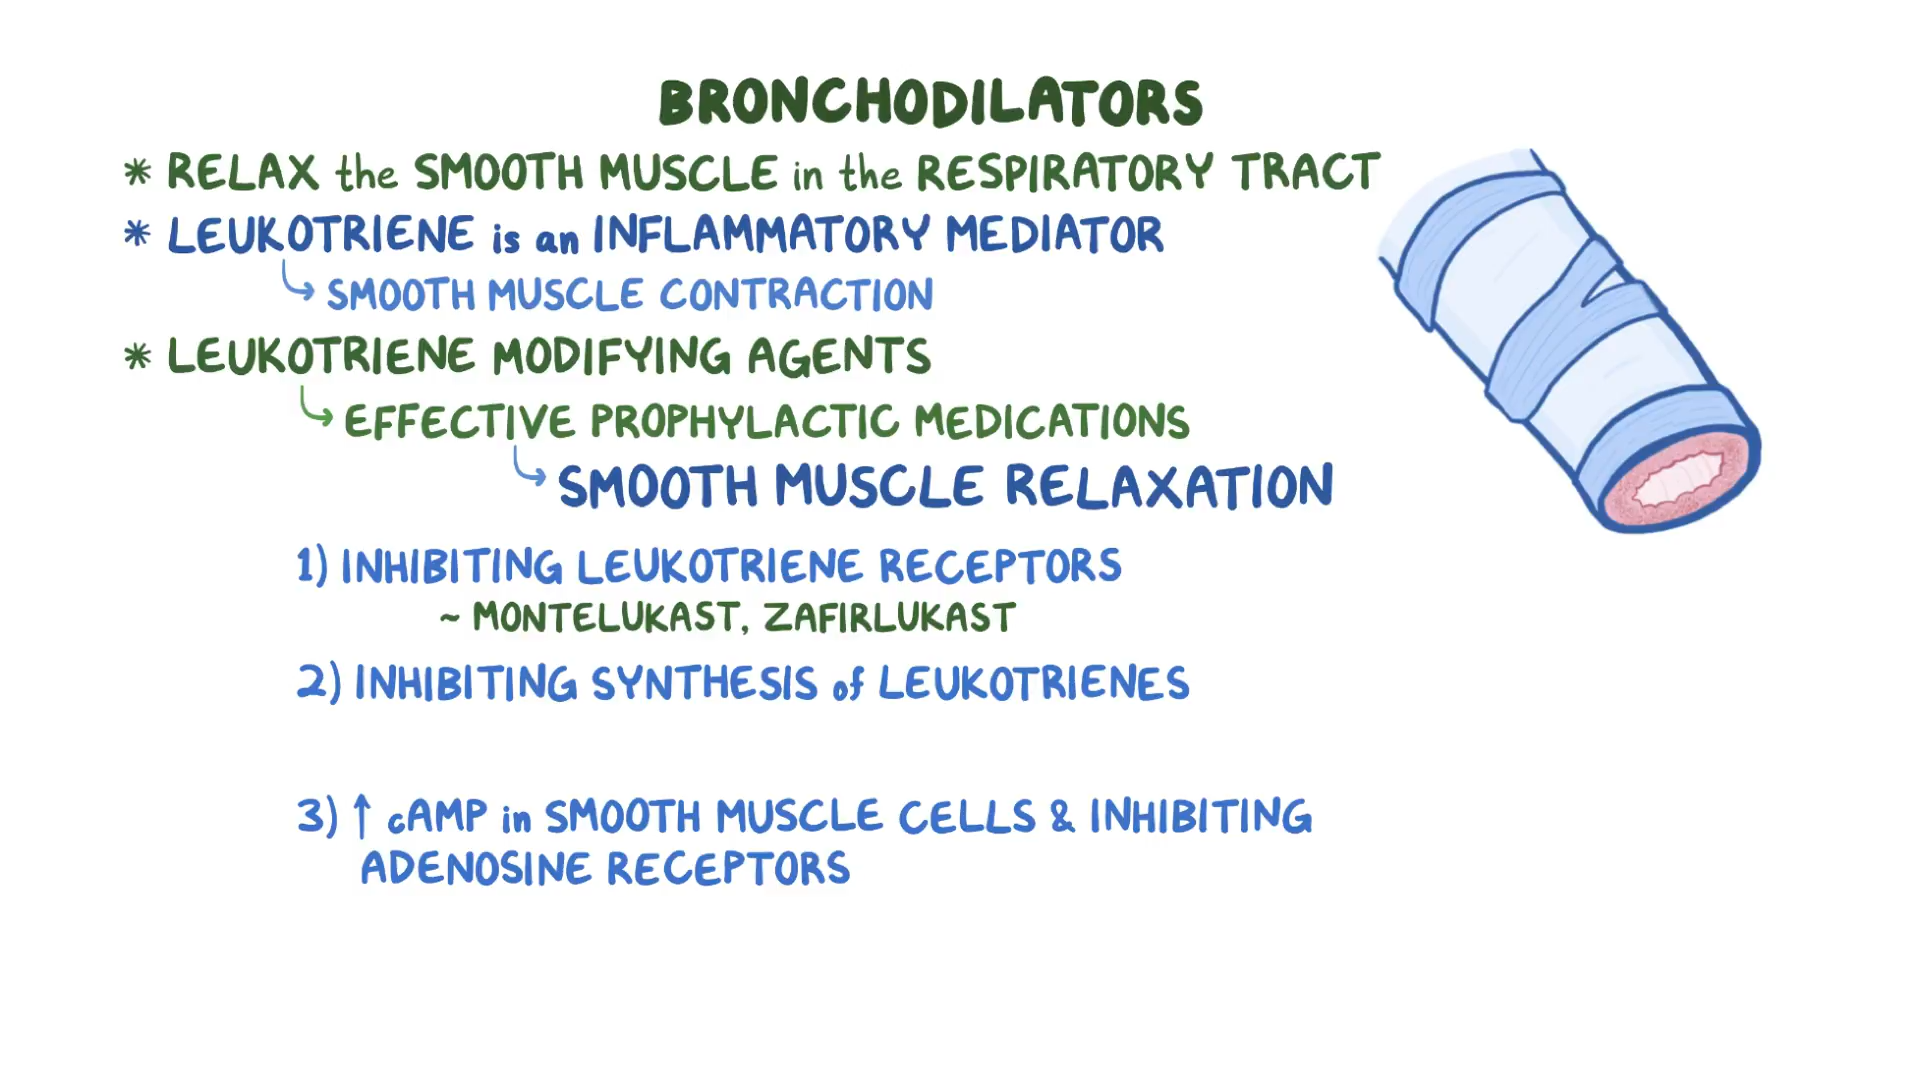 BRONCHODILATORS
* RELAX the SMOOTH MUSCLE in the RESPIRATORY TRACT
* LEUKOTRIENE is an INFLAMMATORY MEDIATOR
↳ SMOOTH MUSCLE CONTRACTION
* LEUKOTRIENE MODIFYING AGENTS
↳ EFFECTIVE PROPHYLACTIC MEDICATIONS
↳ SMOOTH MUSCLE RELAXATION
1) INHIBITING LEUKOTRIENE RECEPTORS
~ MONTELUKAST, ZAFIRLUKAST
2) INHIBITING SYNTHESIS of LEUKOTRIENES
3) ↑ cAMP in SMOOTH MUSCLE CELLS & INHIBITING
ADENOSINE RECEPTORS